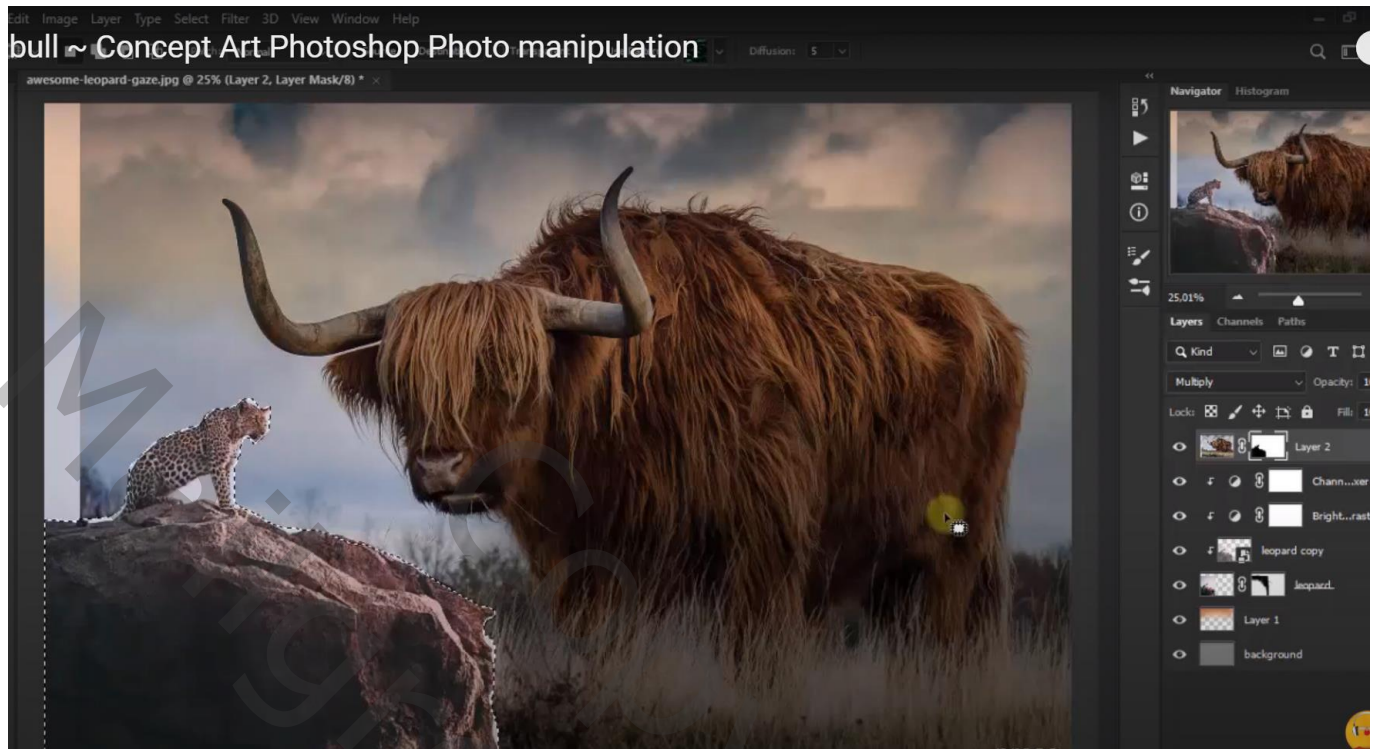 Edit Image Layer Type Select Filter 3D View Window Help
bull ~ Concept Art Photoshop Photo manipulation
Diffusion: 5
awesome-leopard-gaze.jpg @ 25% (Layer 2, Layer Mask/8) * ×
Navigator Histogram
25,01%
Layers Channels Paths
Kind
Multiply Opacity:
Lock: Fill:
Layer 2
Chann...xer
Bright...rast
leopard copy
leopard
Layer 1
background